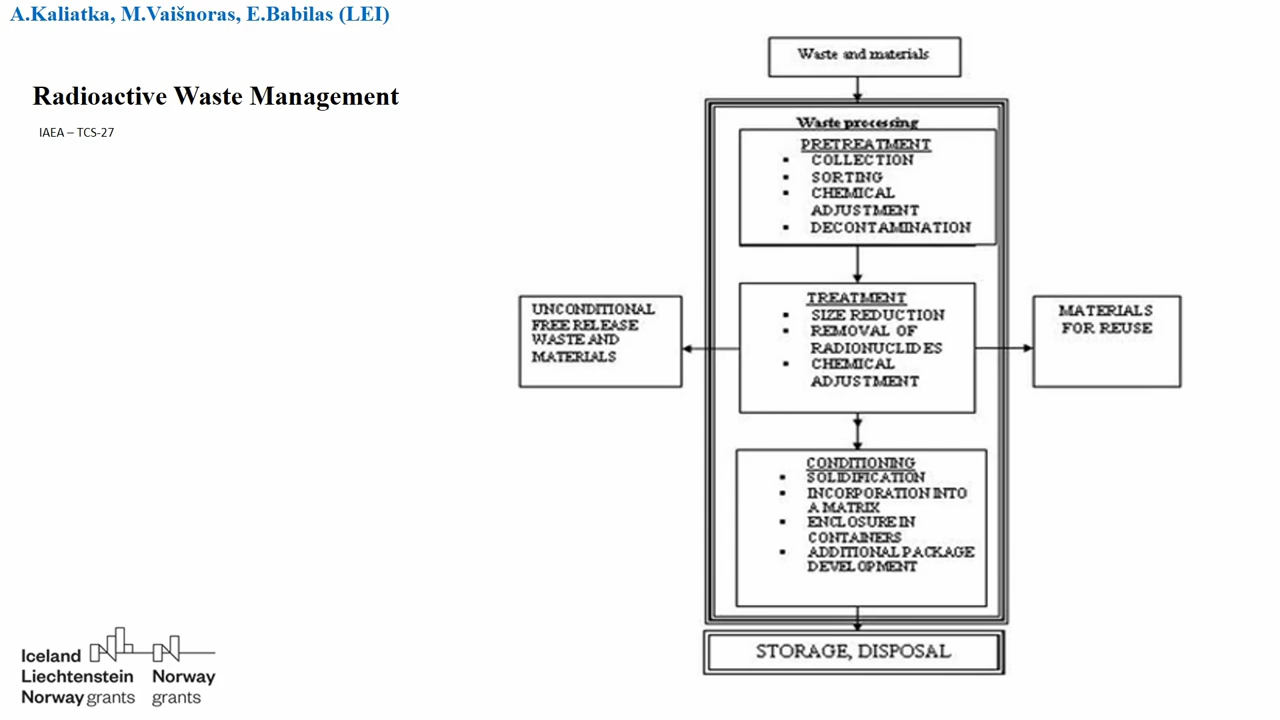 A.Kaliatka, M.Vaišnoras, E.Babilas (LEI)
Radioactive Waste Management
IAEA – TCS-27
Waste and materials
Waste processing
PRETREATMENT
▪ COLLECTION
▪ SORTING
▪ CHEMICAL
ADJUSTMENT
▪ DECONTAMINATION
UNCONDITIONAL
FREE RELEASE
WASTE AND
MATERIALS
TREATMENT
▪ SIZE REDUCTION
▪ REMOVAL OF
RADIONUCLIDES
▪ CHEMICAL
ADJUSTMENT
MATERIALS
FOR REUSE
CONDITIONING
▪ SOLIDIFICATION
▪ INCORPORATION INTO
A MATRIX
▪ ENCLOSURE IN
CONTAINERS
▪ ADDITIONAL PACKAGE
DEVELOPMENT
STORAGE, DISPOSAL
Iceland
Liechtenstein
Norway grants
Norway
grants